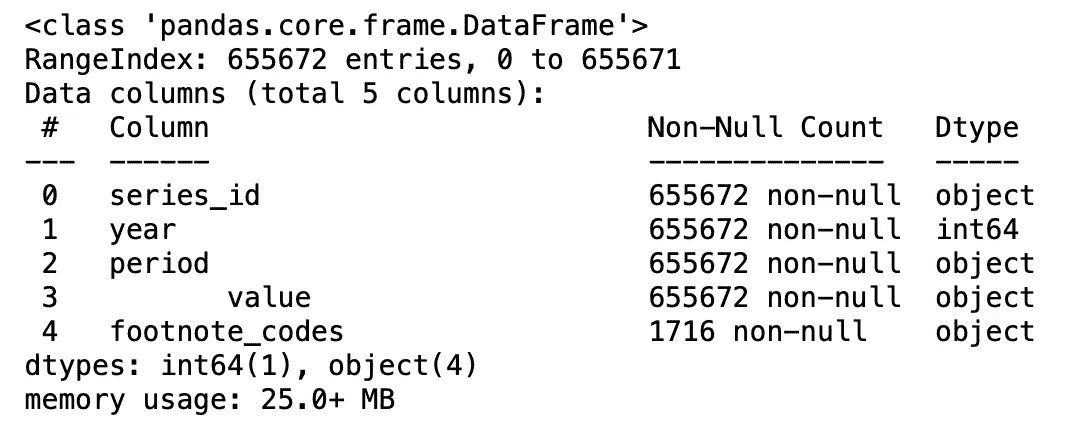 <class 'pandas.core.frame.DataFrame'>
RangeIndex: 655672 entries, 0 to 655671
Data columns (total 5 columns):
 #   Column                          Non-Null Count   Dtype
---  ------                          --------------   -----
 0   series_id                       655672 non-null  object
 1   year                            655672 non-null  int64
 2   period                          655672 non-null  object
 3          value                    655672 non-null  object
 4   footnote_codes                  1716 non-null    object
dtypes: int64(1), object(4)
memory usage: 25.0+ MB